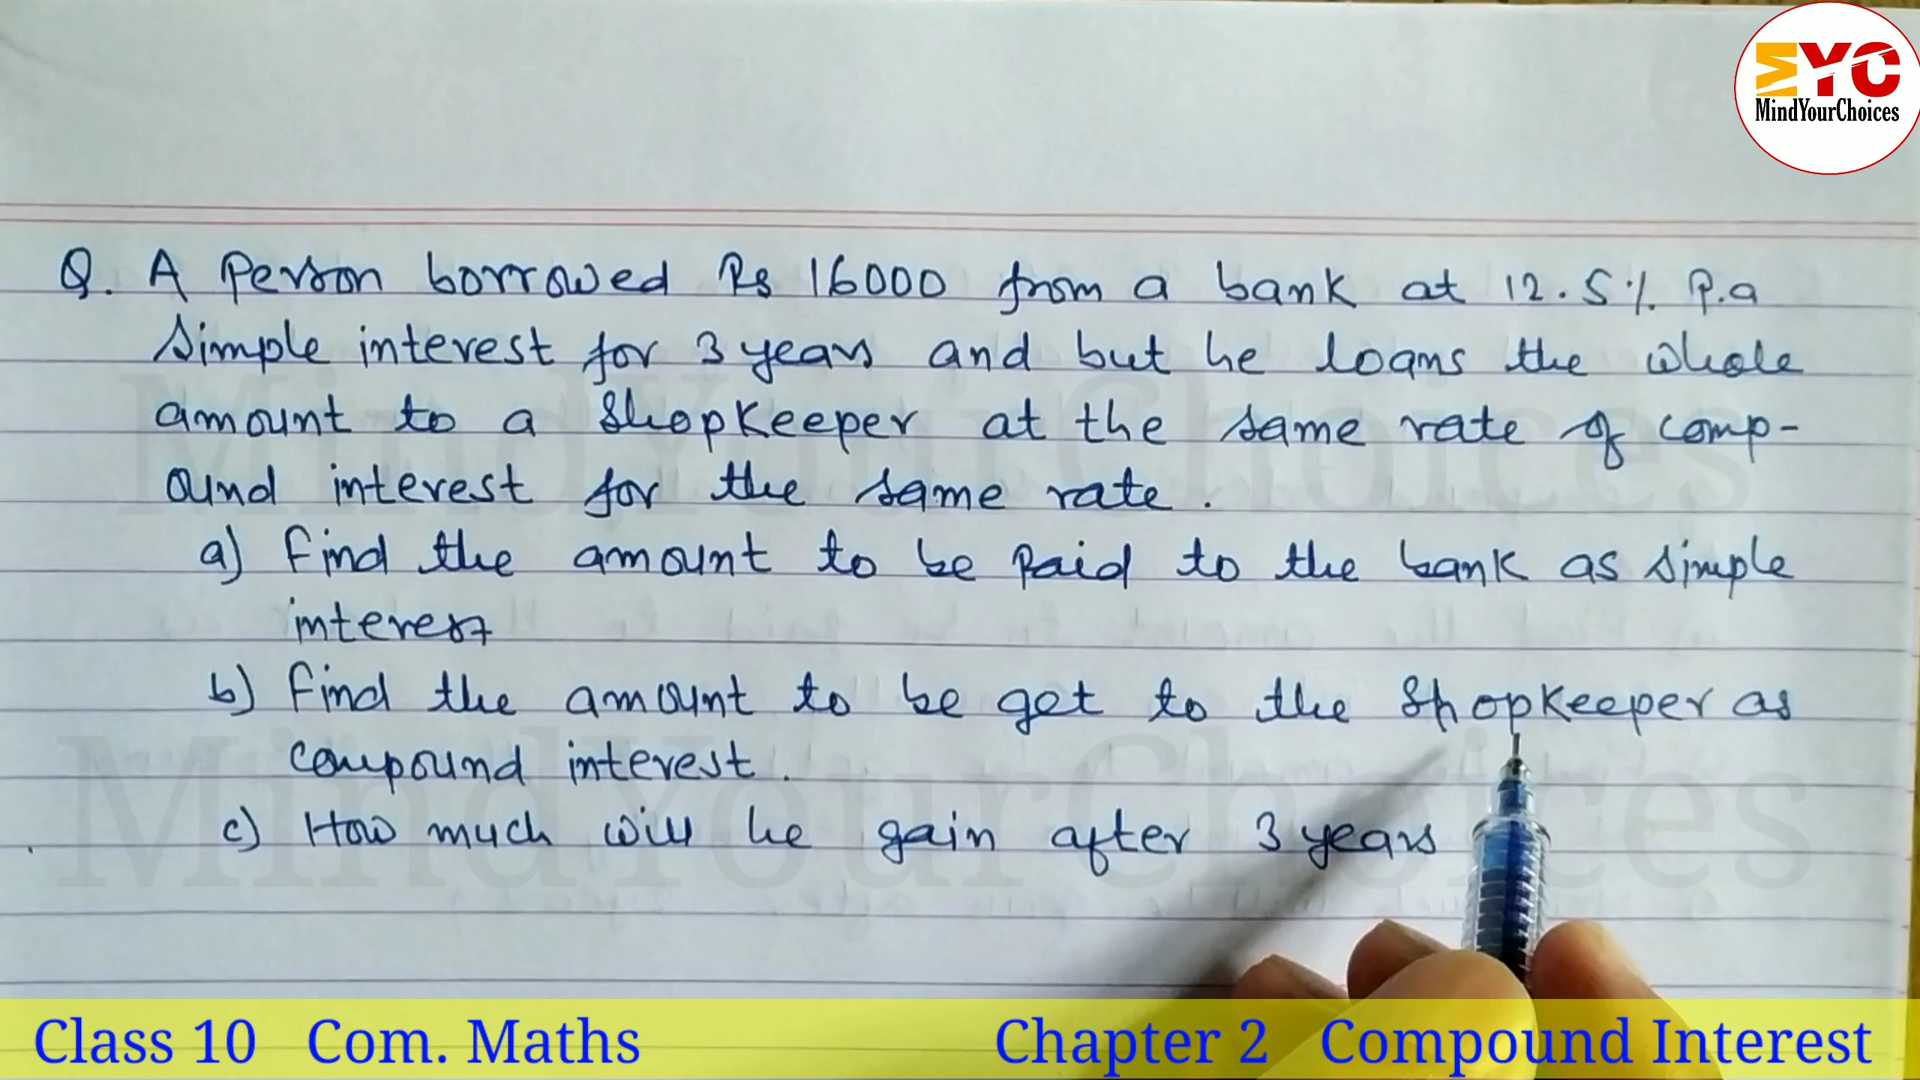 MYC
MindYourChoices
Q. A Person borrowed Rs 16000 from a bank at 12.5% P.a
Simple interest for 3 years and but he loans the whole
amount to a ShopKeeper at the same rate of comp-
ound interest for the same rate.
a) Find the amount to be paid to the bank as simple
interest
b) Find the amount to be get to the ShopKeeper as
compound interest.
c) How much will he gain after 3 years
MindYourChoices
MindYourChoices
Class 10 Com. Maths Chapter 2 Compound Interest